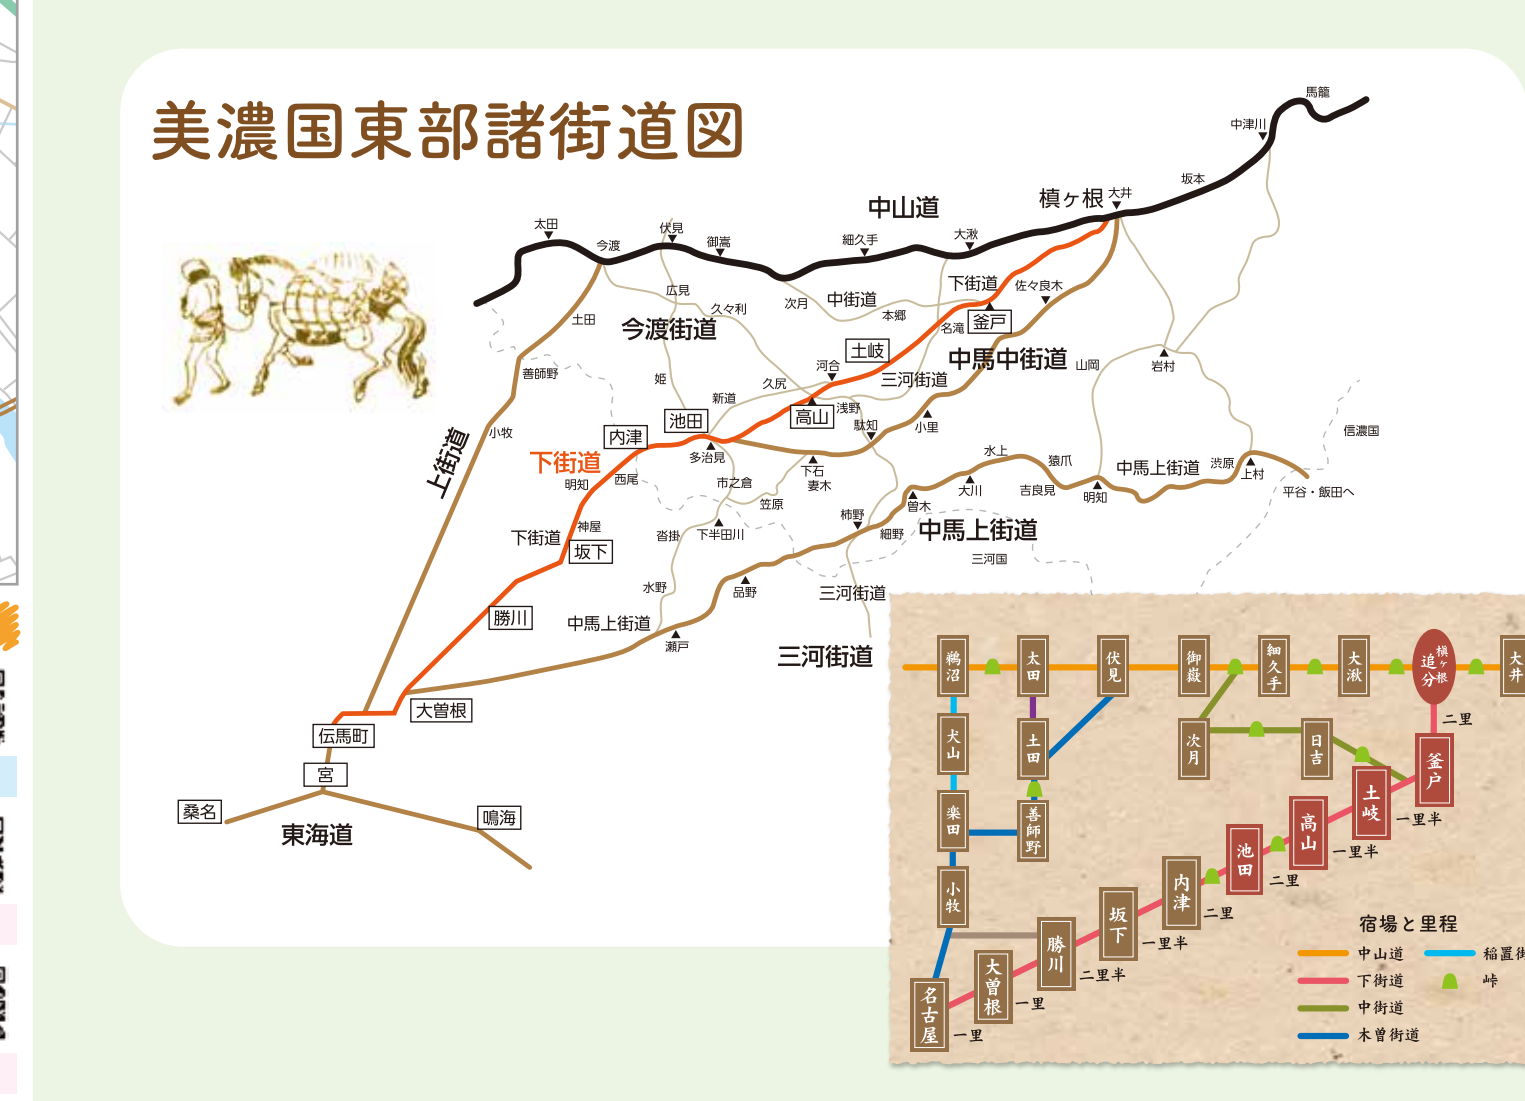 美濃国東部諸街道図
馬籠
中津川
坂本
大井
槙ヶ根
中山道
太田
今渡
伏見
御嵩
細久手
大湫
下街道
佐々良木
広見
久々利
次月
中街道
本郷
釜戸
名滝
土田
今渡街道
土岐
中馬中街道
山岡
岩村
善師野
姫
河合
三河街道
久尻
新道
高山
浅野
池田
駄知
小里
小牧
内津
多治見
信濃国
上街道
下街道
西尾
明知
市之倉
下石
妻木
笠原
水上
猿爪
大川
吉良見
明知
中馬上街道
渋原
上村
平谷・飯田へ
曽木
柿野
細野
中馬上街道
三河国
神屋
下街道
坂下
沓掛
下半田川
水野
品野
三河街道
勝川
中馬上街道
瀬戸
三河街道
大曽根
伝馬町
宮
桑名
鳴海
東海道
鵜沼
太田
伏見
御嶽
細久手
大湫
槇ヶ根
追分
大井
二里
犬山
土田
次月
日吉
釜戸
土岐
一里半
楽田
善師野
高山
一里半
池田
二里
小牧
内津
二里
坂下
一里半
勝川
二里半
大曽根
一里
名古屋
一里
宿場と里程
中山道
稲置街
下街道
峠
中街道
木曽街道